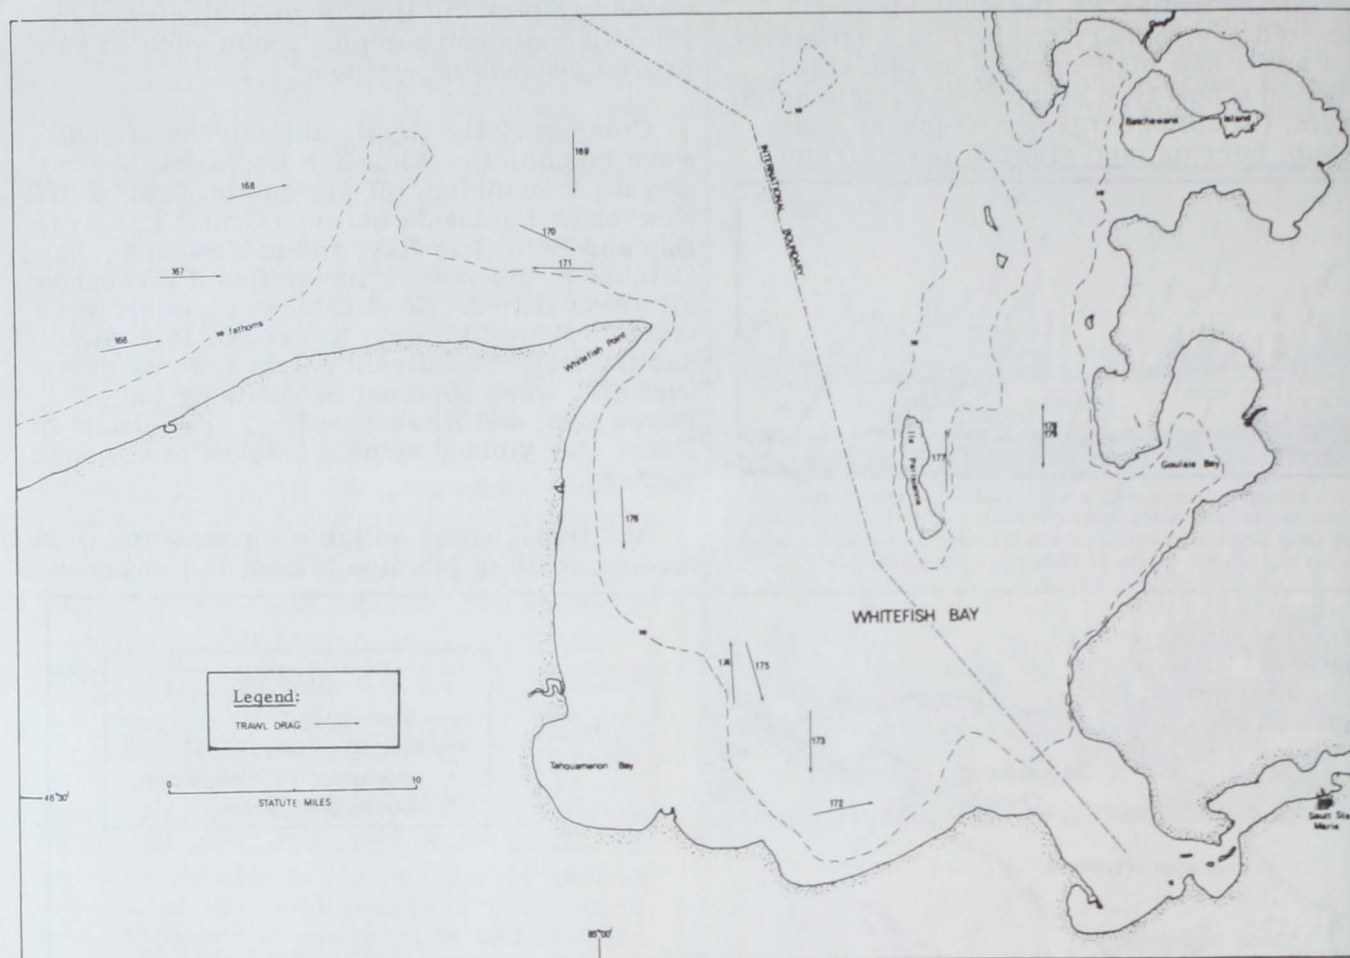 169
Batchawana Island
168
170
INTERNATIONAL BOUNDARY
171
167
fathoms
166
Whitefish Point
Ile Parisienne
177
Goulais Bay
176
WHITEFISH BAY
175
Legend:
TRAWL DRAG
173
Tahquamenon Bay
0 10
STATUTE MILES
46°30'
172
Sault Ste
Marie
85°00'